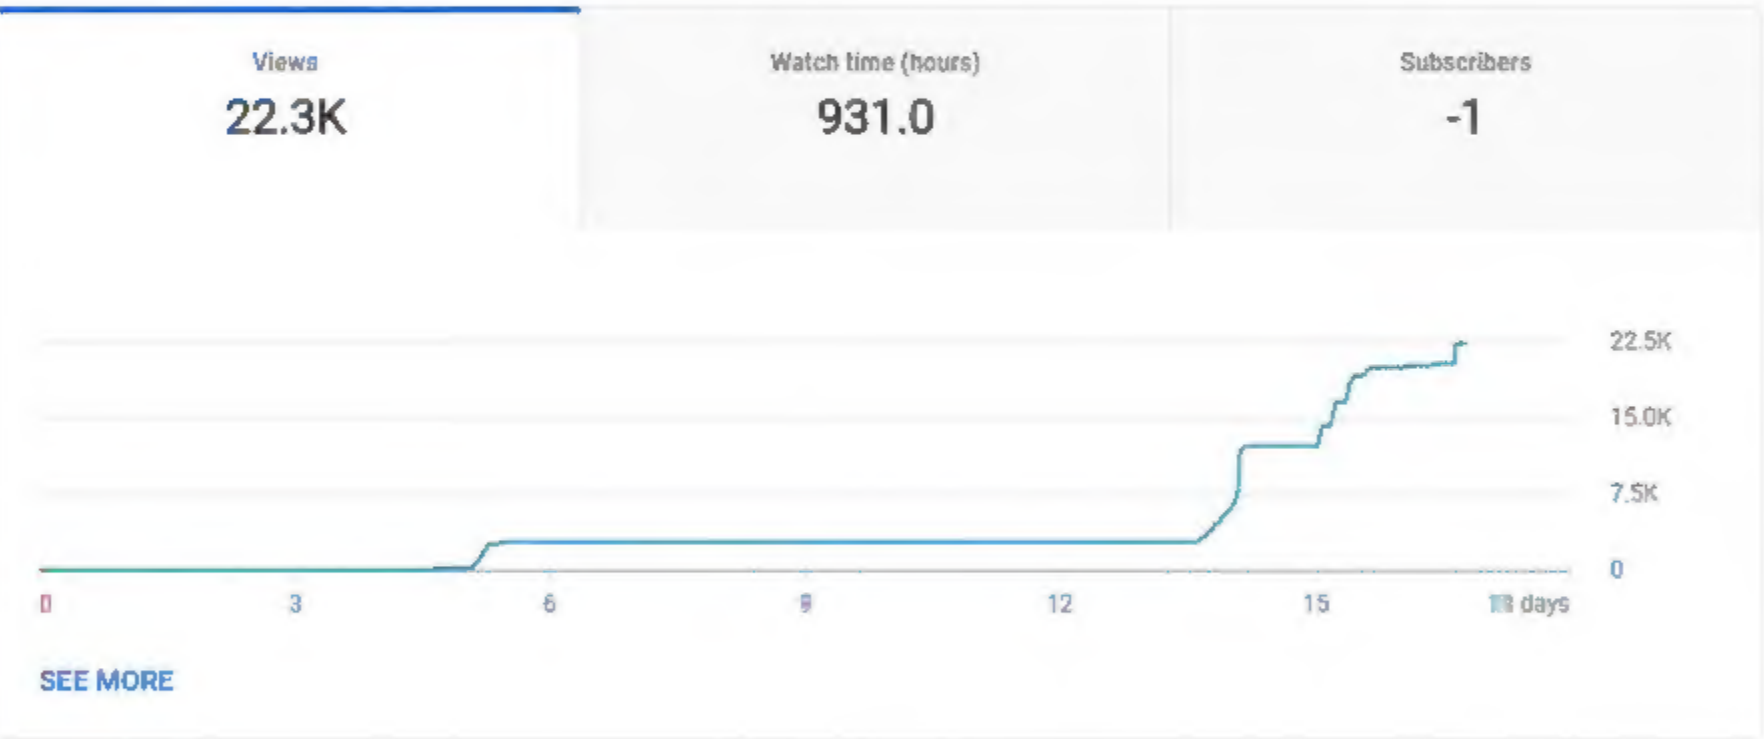 Views
22.3K
Watch time (hours)
931.0
Subscribers
-1
22.5K
15.0K
7.5K
0
0 3 6 9 12 15 18 days
SEE MORE